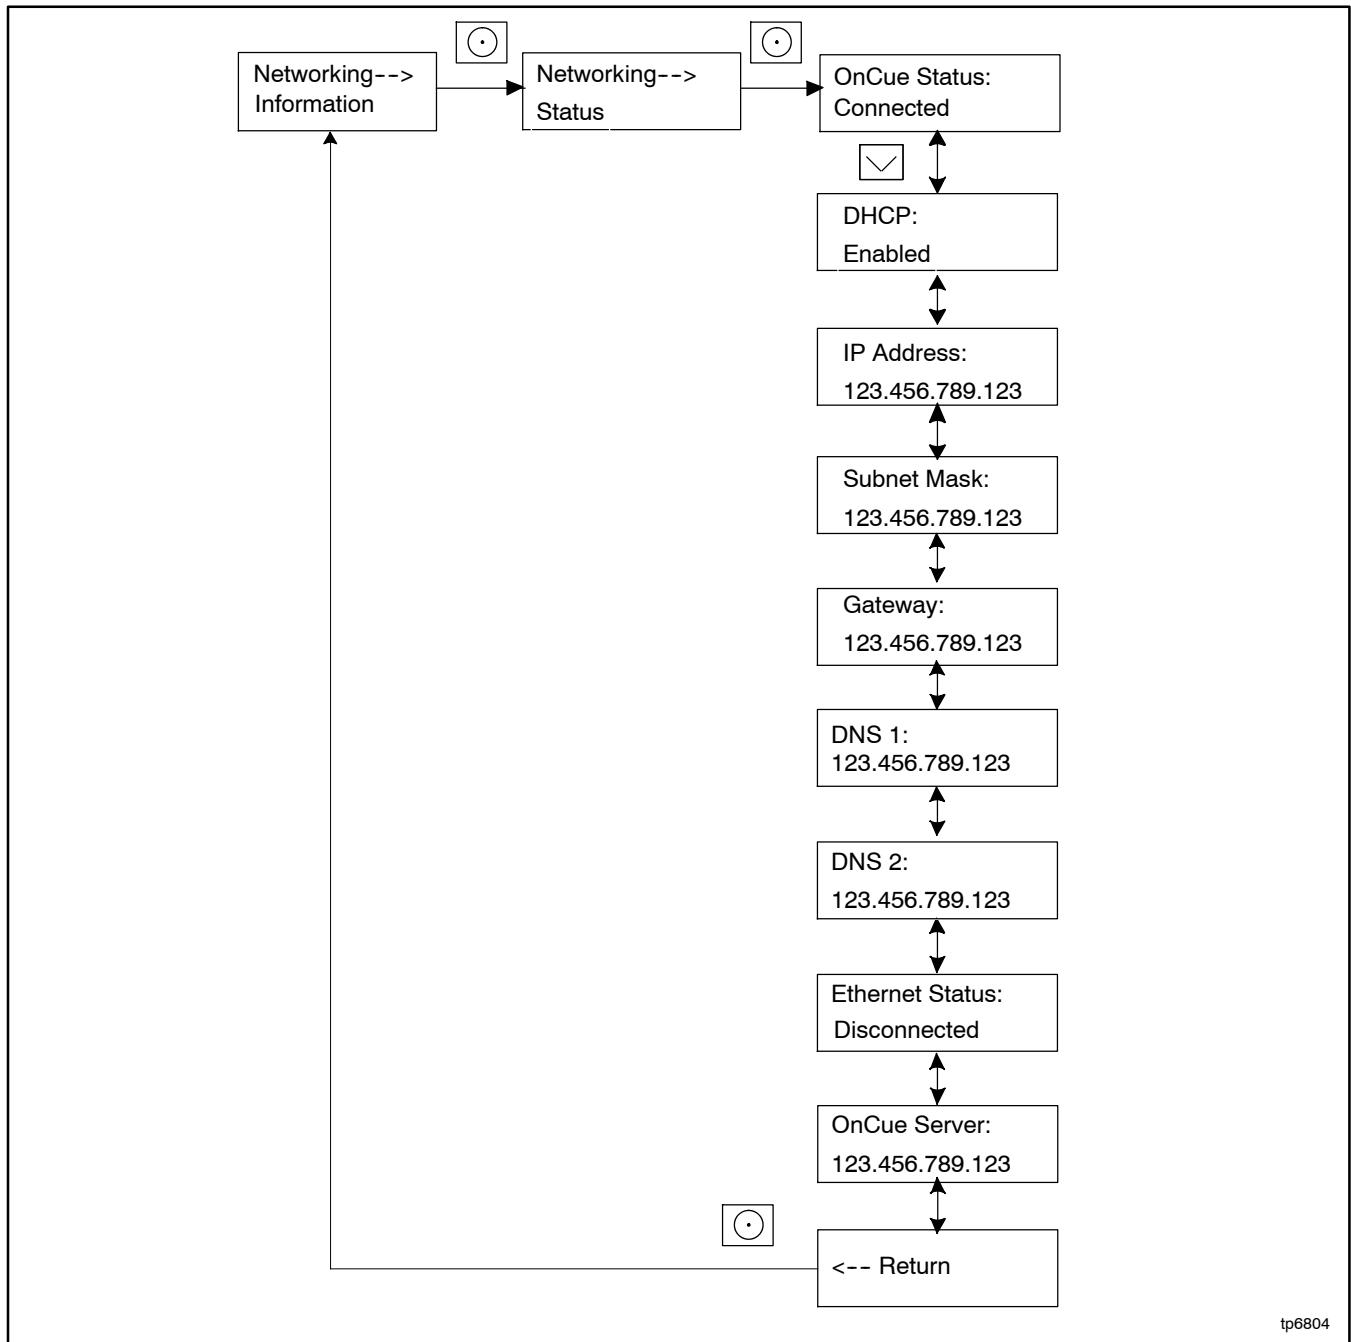 Networking-->
Information
Networking-->
Status
OnCue Status:
Connected
DHCP:
Enabled
IP Address:
123.456.789.123
Subnet Mask:
123.456.789.123
Gateway:
123.456.789.123
DNS 1:
123.456.789.123
DNS 2:
123.456.789.123
Ethernet Status:
Disconnected
OnCue Server:
123.456.789.123
<-- Return
tp6804